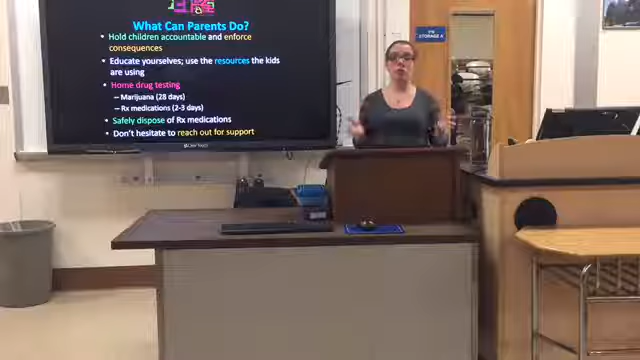 What Can Parents Do?
• Hold children accountable and enforce
consequences
• Educate yourselves; use the resources the kids
are using
• Home drug testing
– Marijuana (28 days)
– Rx medications (2-3 days)
• Safely dispose of Rx medications
• Don't hesitate to reach out for support
STORAGE A